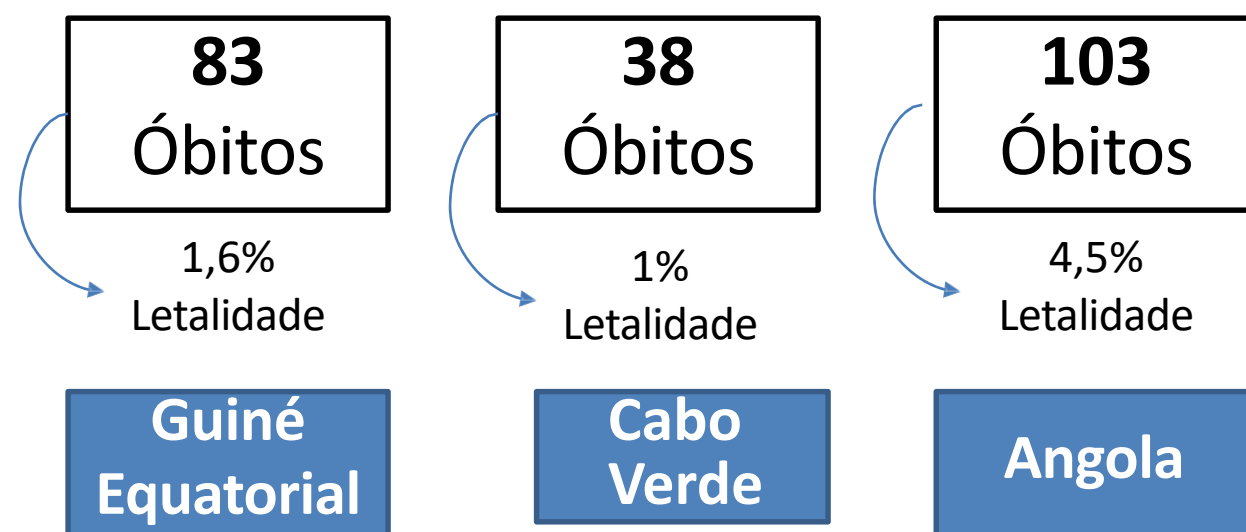 83
Óbitos
1,6%
Letalidade
Guiné
Equatorial
38
Óbitos
1%
Letalidade
Cabo
Verde
103
Óbitos
4,5%
Letalidade
Angola